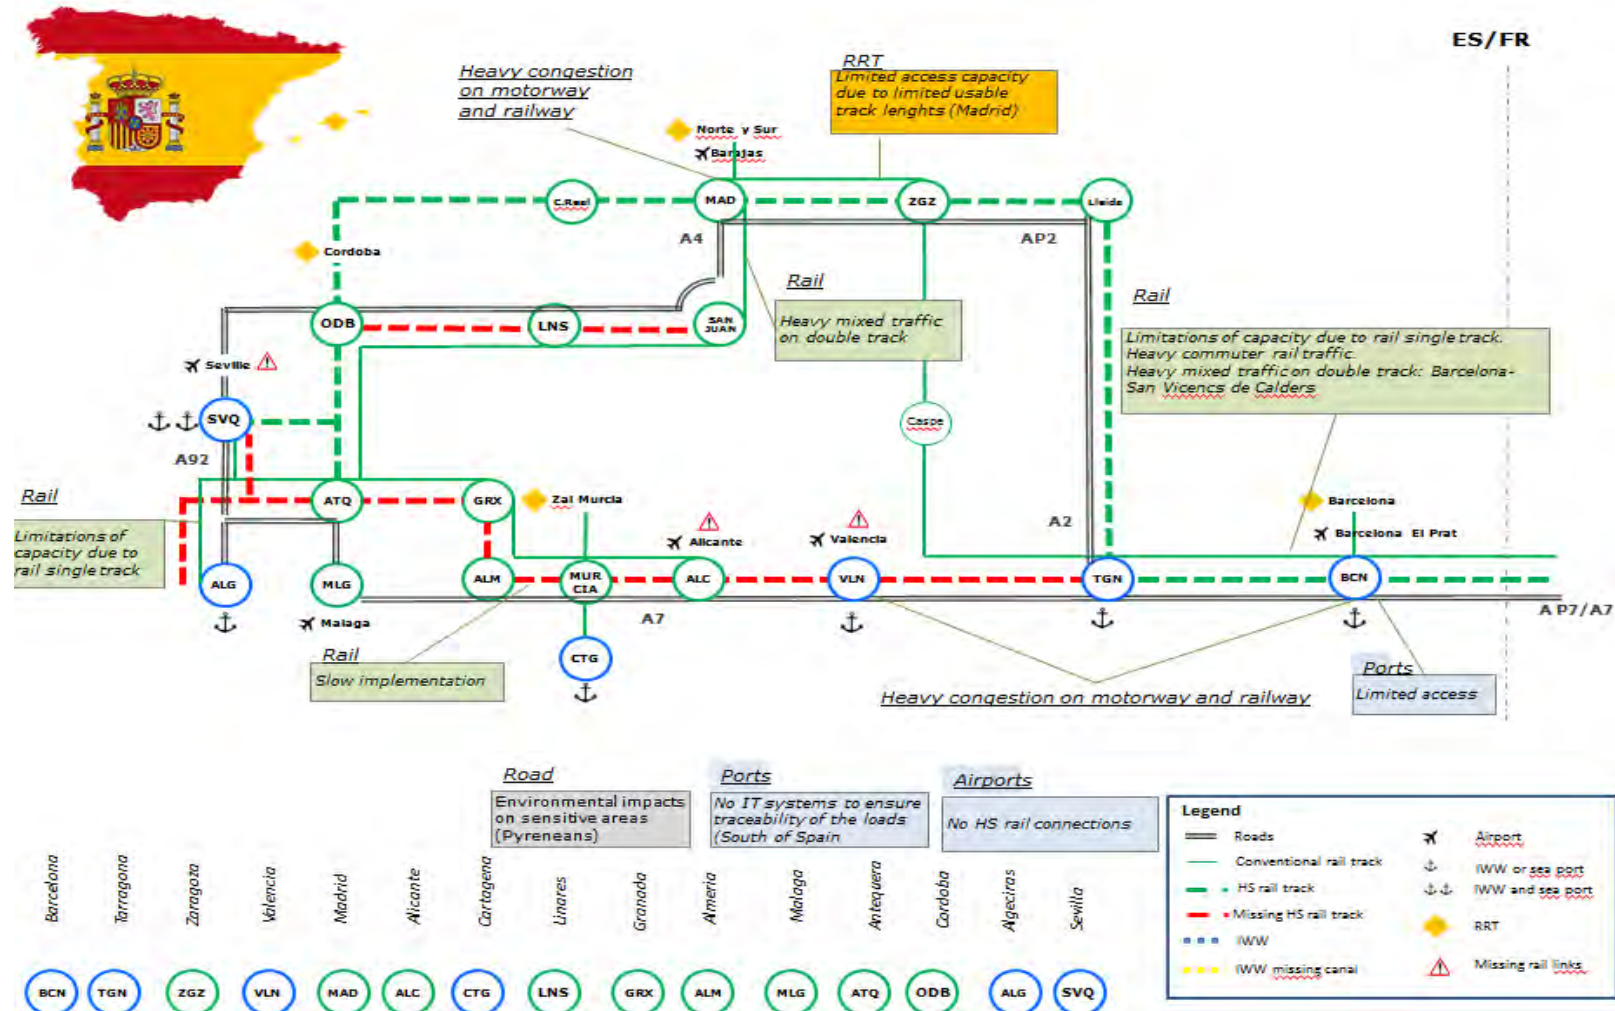 ES/FR
Heavy congestion
on motorway
and railway
RRT
Limited access capacity
due to limited usable
track lenghts (Madrid)
Norte y Sur
Barajas
C.Real
MAD
ZGZ
Lleida
A4
AP2
Cordoba
Rail
Heavy mixed traffic
on double track
Rail
Limitations of capacity due to rail single track.
Heavy commuter rail traffic.
Heavy mixed traffic on double track: Barcelona-
San Vicencs de Calders
ODB
LNS
SAN
JUAN
Seville
SVQ
Caspe
A92
Rail
Limitations of
capacity due to
rail single track
ATQ
GRX
Zal Murcia
Alicante
Valencia
A2
Barcelona
Barcelona El Prat
ALG
MLG
ALM
MUR
CIA
ALC
VLN
TGN
BCN
Malaga
A7
A P7/A7
Rail
Slow implementation
CTG
Heavy congestion on motorway and railway
Ports
Limited access
Road
Environmental impacts
on sensitive areas
(Pyreneans)
Ports
No IT systems to ensure
traceability of the loads
(South of Spain
Airports
No HS rail connections
Legend
Roads
Conventional rail track
HS rail track
Missing HS rail track
IWW
IWW missing canal
Airport
IWW or sea port
IWW and sea port
RRT
Missing rail links
Barcelona
Tarragona
Zaragoza
Valencia
Madrid
Alicante
Cartagena
Linares
Granada
Almeria
Malaga
Antequera
Cordoba
Algeciras
Sevilla
BCN
TGN
ZGZ
VLN
MAD
ALC
CTG
LNS
GRX
ALM
MLG
ATQ
ODB
ALG
SVQ